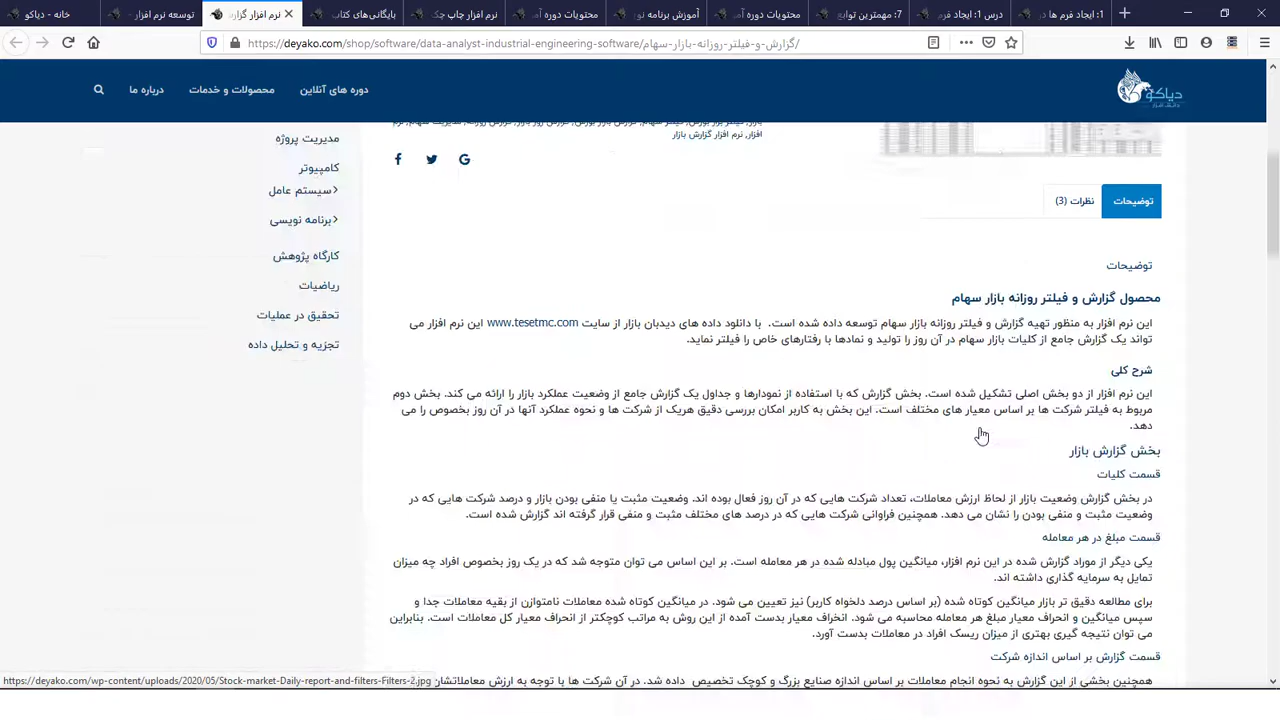 خانه - دیاکو
توسعه نرم افزار -
نرم افزار گزارش
بایگانی‌های کتاب
نرم افزار چاپ چک
محتویات دوره آم
آموزش برنامه نو
محتویات دوره آم
7: مهمترین توابع
درس 1: ایجاد فرم
1: ایجاد فرم ها در
https://deyako.com/shop/software/data-analyst-industrial-engineering-software/گزارش-و-فیلتر-روزانه-بازار-سهام/
دیاکو
دوره های آنلاین
محصولات و خدمات
درباره ما
افزار, نرم افزار گزارش بازار
مدیریت پروژه
کامپیوتر
سیستم عامل
برنامه نویسی
کارگاه پژوهش
ریاضیات
تحقیق در عملیات
تجزیه و تحلیل داده
توضیحات
نظرات (3)
توضیحات
محصول گزارش و فیلتر روزانه بازار سهام
این نرم افزار به منظور تهیه گزارش و فیلتر روزانه بازار سهام توسعه داده شده است. با دانلود داده های دیدبان بازار از سایت www.tesetmc.com این نرم افزار می
تواند یک گزارش جامع از کلیات بازار سهام در آن روز را تولید و نمادها با رفتارهای خاص را فیلتر نماید.
شرح کلی
این نرم افزار از دو بخش اصلی تشکیل شده است. بخش گزارش که با استفاده از نمودارها و جداول یک گزارش جامع از وضعیت عملکرد بازار را ارائه می کند. بخش دوم
مربوط به فیلتر شرکت ها بر اساس معیار های مختلف است. این بخش به کاربر امکان بررسی دقیق هریک از شرکت ها و نحوه عملکرد آنها در آن روز بخصوص را می
دهد.
بخش گزارش بازار
قسمت کلیات
در بخش گزارش وضعیت بازار از لحاظ ارزش معاملات، تعداد شرکت هایی که در آن روز فعال بوده اند. وضعیت مثبت یا منفی بودن بازار و درصد شرکت هایی که در
وضعیت مثبت و منفی بودن را نشان می دهد. همچنین فراوانی شرکت هایی که در درصد های مختلف مثبت و منفی قرار گرفته اند گزارش شده است.
قسمت مبلغ در هر معامله
یکی دیگر از موراد گزارش شده در این نرم افزار، میانگین پول مبادله شده در هر معامله است. بر این اساس می توان متوجه شد که در یک روز بخصوص افراد چه میزان
تمایل به سرمایه گذاری داشته اند.
برای مطالعه دقیق تر بازار میانگین کوتاه شده (بر اساس درصد دلخواه کاربر) نیز تعیین می شود. در میانگین کوتاه شده معاملات نامتوازن از بقیه معاملات جدا و
سپس میانگین و انحراف معیار مبلغ هر معامله محاسبه می شود. انخراف معیار بدست آمده از این روش به مراتب کوچکتر از انحراف معیار کل معاملات است. بنابراین
می توان نتیجه گیری بهتری از میزان ریسک افراد در معاملات بدست آورد.
قسمت گزارش بر اساس اندازه شرکت
همچنین بخشی از این گزارش به نحوه انجام معاملات بر اساس اندازه صنایع بزرگ و کوچک تخصیص داده شد. در آن شرکت ها با توجه به ارزش معاملاتشان
https://deyako.com/wp-content/uploads/2020/05/Stock-market-Daily-report-and-filters-Filters-2.jpg